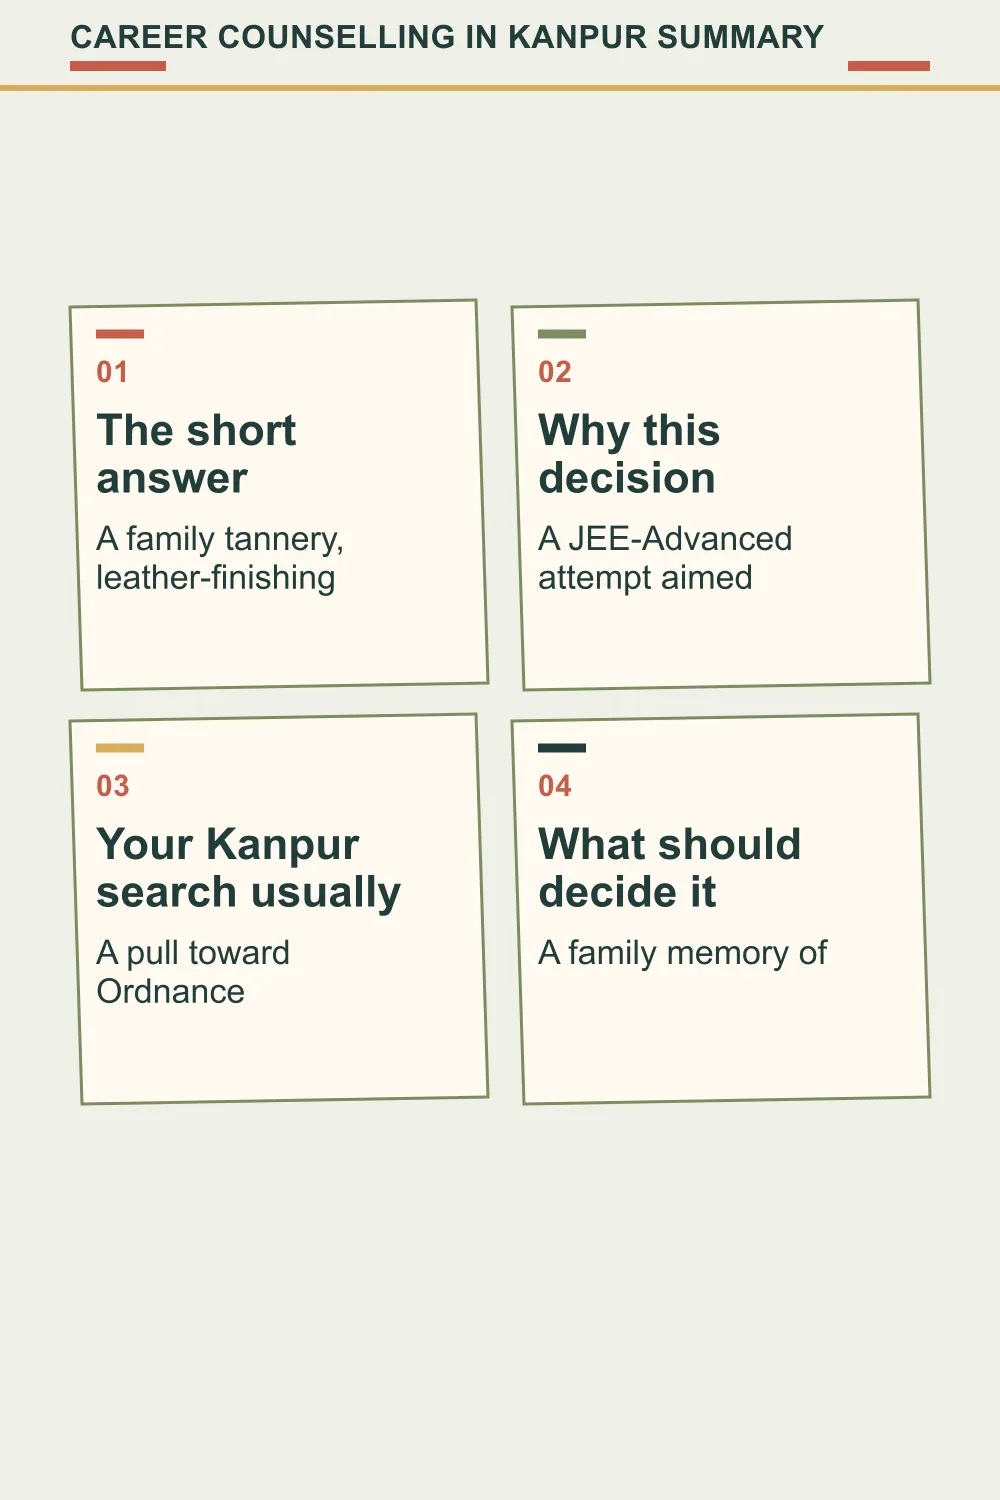 CAREER COUNSELLING IN KANPUR SUMMARY
01
The short
answer
A family tannery,
leather-finishing
02
Why this
decision
A JEE-Advanced
attempt aimed
03
Your Kanpur
search usually
A pull toward
Ordnance
04
What should
decide it
A family memory of